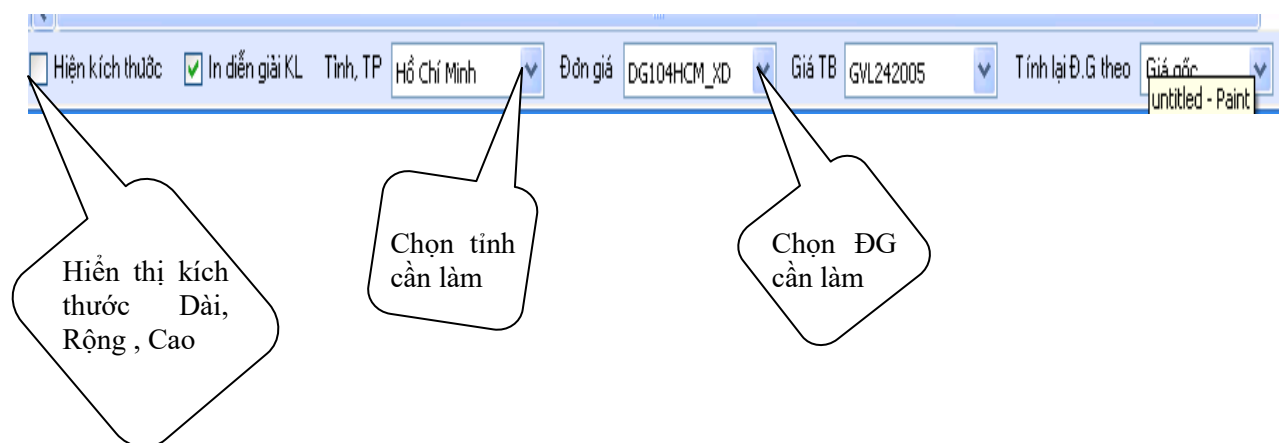 Hiện kích thước In diễn giải KL Tỉnh, TP Hồ Chí Minh Đơn giá DG104HCM_XD Giá TB GVL242005 Tính lại Đ.G theo Giá gốc
untitled - Paint
Hiển thị kích
thước Dài,
Rộng , Cao
Chọn tỉnh
cần làm
Chọn ĐG
cần làm